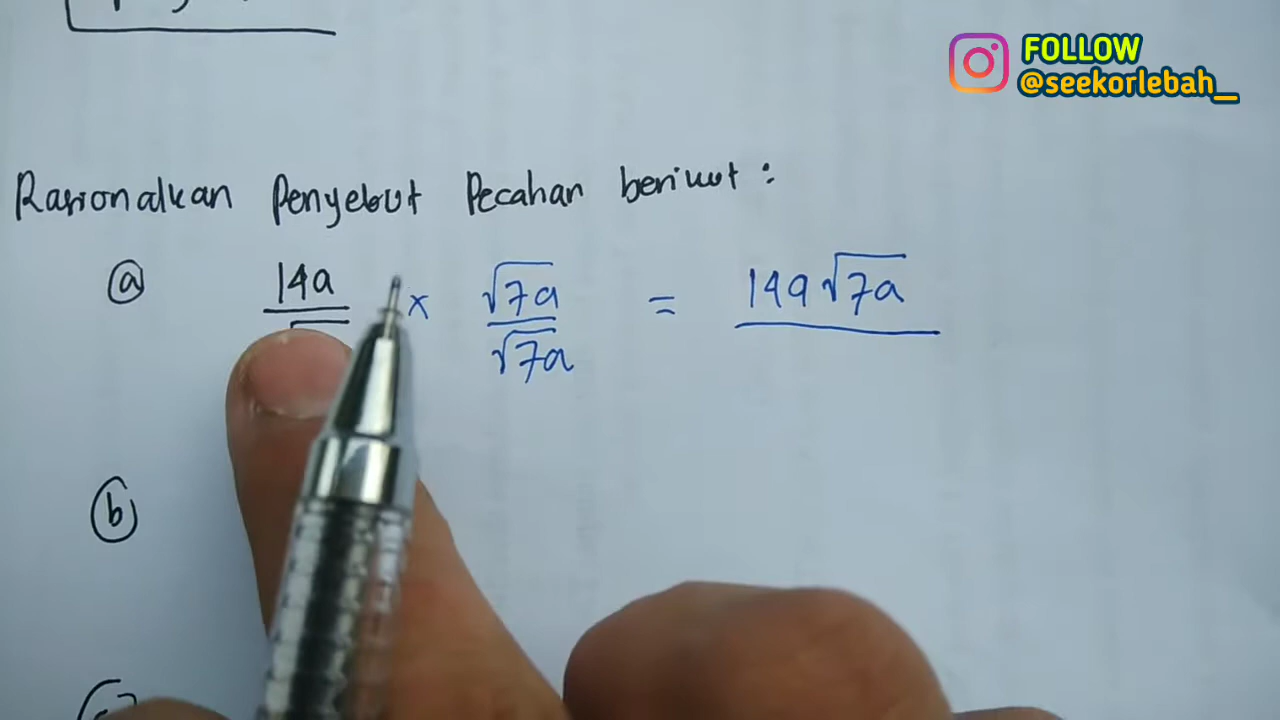 FOLLOW
@seekorlebah_
Rasionalkan Penyebut Pecahan berikut :
a 14a × √7a = 14a√7a
√7a
b